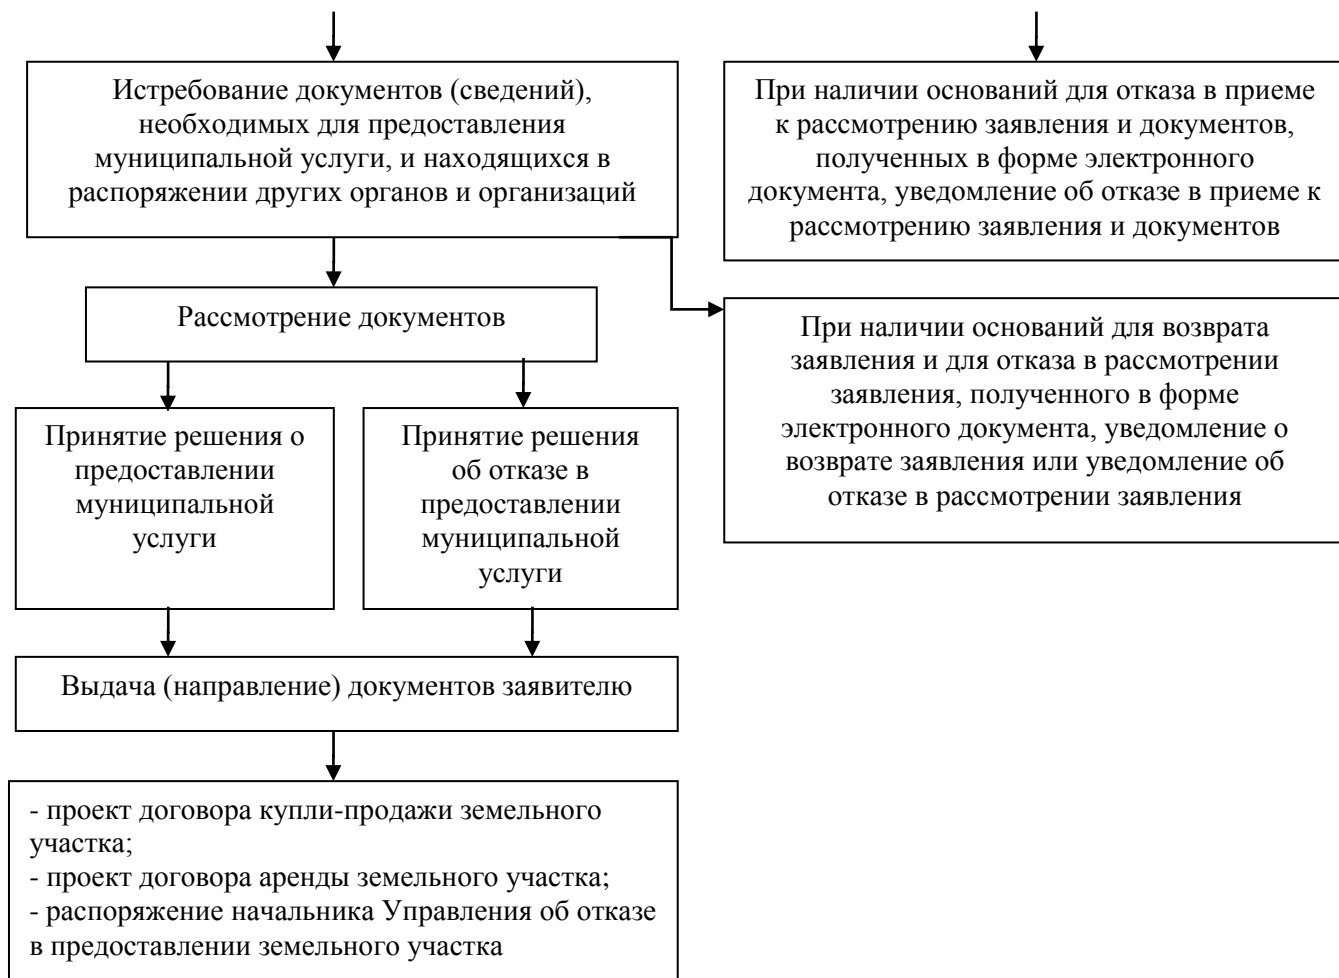 Истребование документов (сведений),
необходимых для предоставления
муниципальной услуги, и находящихся в
распоряжении других органов и организаций
При наличии оснований для отказа в приеме
к рассмотрению заявления и документов,
полученных в форме электронного
документа, уведомление об отказе в приеме к
рассмотрению заявления и документов
Рассмотрение документов
При наличии оснований для возврата
заявления и для отказа в рассмотрении
заявления, полученного в форме
электронного документа, уведомление о
возврате заявления или уведомление об
отказе в рассмотрении заявления
Принятие решения о
предоставлении
муниципальной
услуги
Принятие решения
об отказе в
предоставлении
муниципальной
услуги
Выдача (направление) документов заявителю
- проект договора купли-продажи земельного
участка;
- проект договора аренды земельного участка;
- распоряжение начальника Управления об отказе
в предоставлении земельного участка